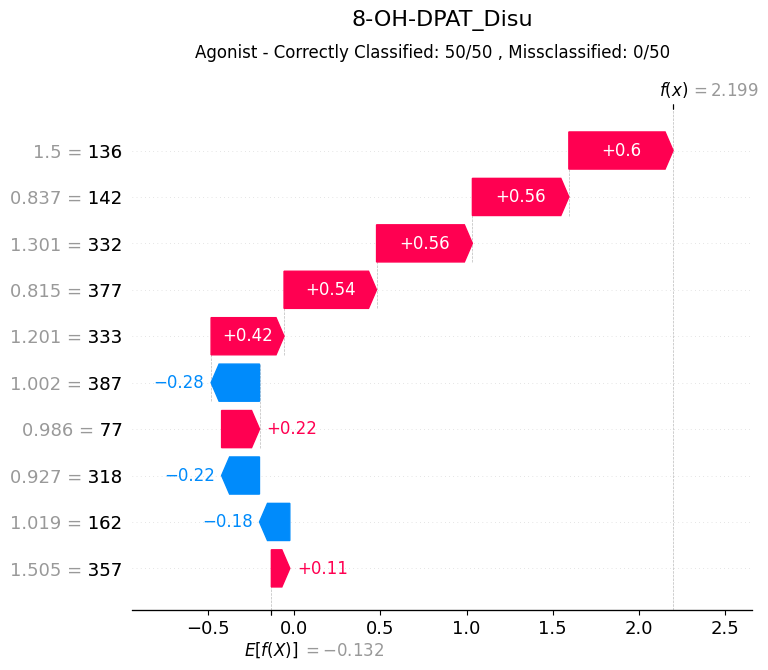 8-OH-DPAT_Disu
Agonist - Correctly Classified: 50/50 , Missclassified: 0/50
f(x) = 2.199
1.5 = 136 +0.6
0.837 = 142 +0.56
1.301 = 332 +0.56
0.815 = 377 +0.54
1.201 = 333 +0.42
1.002 = 387 −0.28
0.986 = 77 +0.22
0.927 = 318 −0.22
1.019 = 162 −0.18
1.505 = 357 +0.11
−0.5 0.0 0.5 1.0 1.5 2.0 2.5
E[f(X)] = −0.132